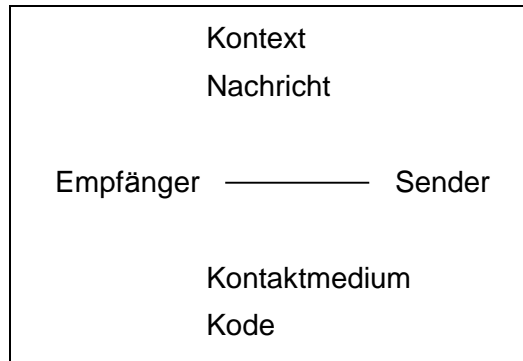 Kontext
Nachricht
Empfänger Sender
Kontaktmedium
Kode